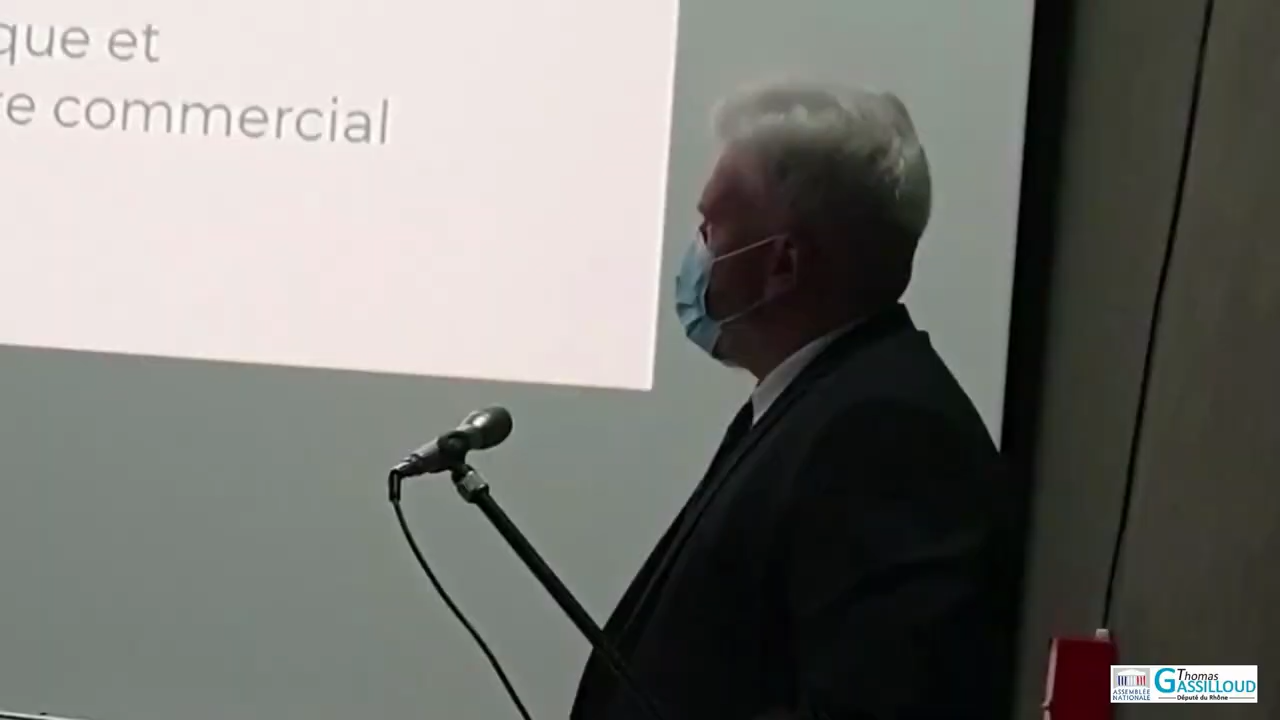 que et
re commercial
Thomas
GASSILLOUD
Député du Rhône
ASSEMBLÉE
NATIONALE